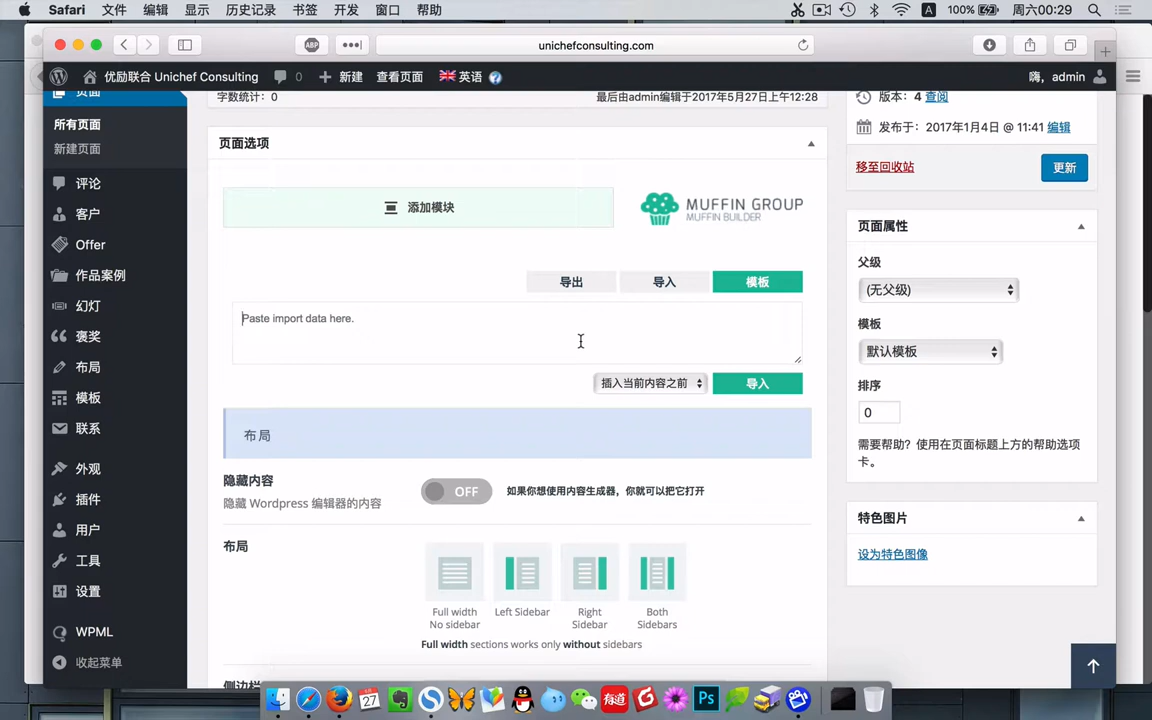 Safari 文件 编辑 显示 历史记录 书签 开发 窗口 帮助 A 100% 周六00:29
ABP unichefconsulting.com
优励联合 Unichef Consulting 0 新建 查看页面 英语 嗨，admin
页面
所有页面
新建页面
评论
客户
Offer
作品案例
幻灯
褒奖
布局
模板
联系
外观
插件
用户
工具
设置
WPML
收起菜单
字数统计：0 最后由admin编辑于2017年5月27日上午12:28
页面选项
添加模块
MUFFIN GROUP
MUFFIN BUILDER
导出 导入 模板
Paste import data here.
插入当前内容之前 导入
布局
隐藏内容
隐藏 Wordpress 编辑器的内容
OFF 如果你想使用内容生成器，你就可以把它打开
布局
Full width
No sidebar
Left Sidebar
Right
Sidebar
Both
Sidebars
Full width sections works only without sidebars
版本：4 查阅
发布于：2017年1月4日 @ 11:41 编辑
移至回收站 更新
页面属性
父级
(无父级)
模板
默认模板
排序
0
需要帮助？使用在页面标题上方的帮助选项
卡。
特色图片
设为特色图像
27 有道 Ps